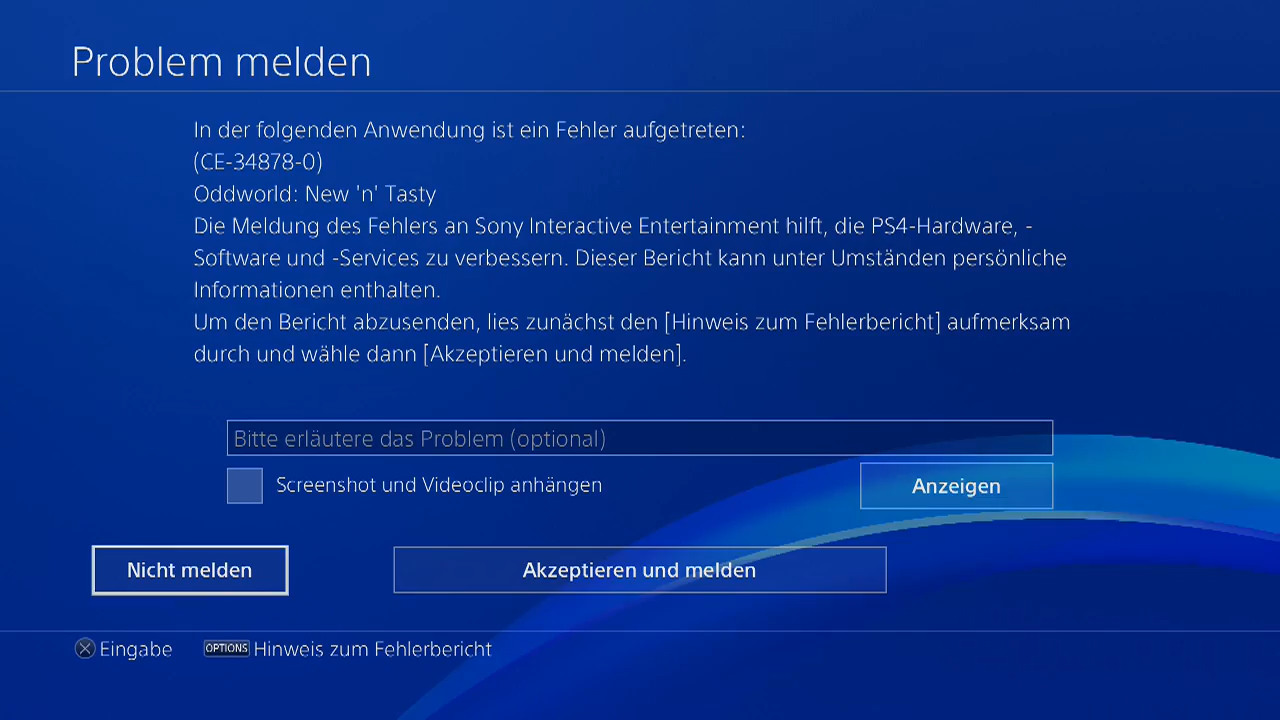 Problem melden
In der folgenden Anwendung ist ein Fehler aufgetreten:
(CE-34878-0)
Oddworld: New 'n' Tasty
Die Meldung des Fehlers an Sony Interactive Entertainment hilft, die PS4-Hardware, -
Software und -Services zu verbessern. Dieser Bericht kann unter Umständen persönliche
Informationen enthalten.
Um den Bericht abzusenden, lies zunächst den [Hinweis zum Fehlerbericht] aufmerksam
durch und wähle dann [Akzeptieren und melden].
Bitte erläutere das Problem (optional)
Screenshot und Videoclip anhängen
Anzeigen
Nicht melden
Akzeptieren und melden
Eingabe
OPTIONS Hinweis zum Fehlerbericht